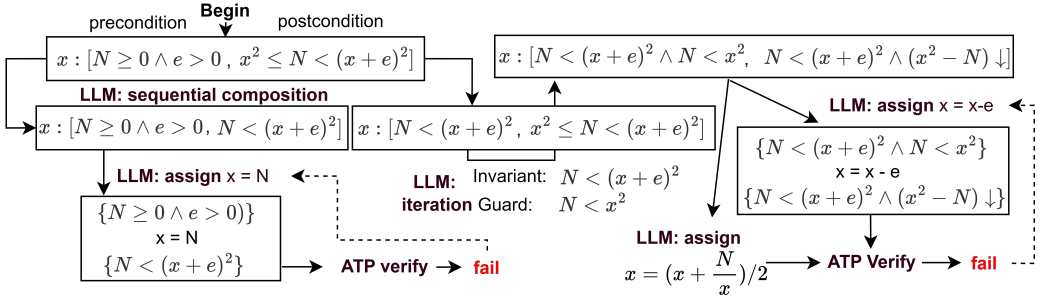 Begin
precondition
postcondition
x : [N ≥ 0 ∧ e > 0 , x² ≤ N < (x + e)²]
LLM: sequential composition
x : [N ≥ 0 ∧ e > 0, N < (x + e)²]
x : [N < (x + e)², x² ≤ N < (x + e)²]
x : [N < (x + e)² ∧ N < x², N < (x + e)² ∧ (x² − N) ↓]
LLM: assign x = N
{N ≥ 0 ∧ e > 0)}
x = N
{N < (x + e)²}
ATP verify
fail
LLM:
iteration
Invariant: N < (x + e)²
Guard: N < x²
LLM: assign
x = (x + N/x)/2
LLM: assign x = x-e
{N < (x + e)² ∧ N < x²}
x = x - e
{N < (x + e)² ∧ (x² − N) ↓}
ATP Verify
fail